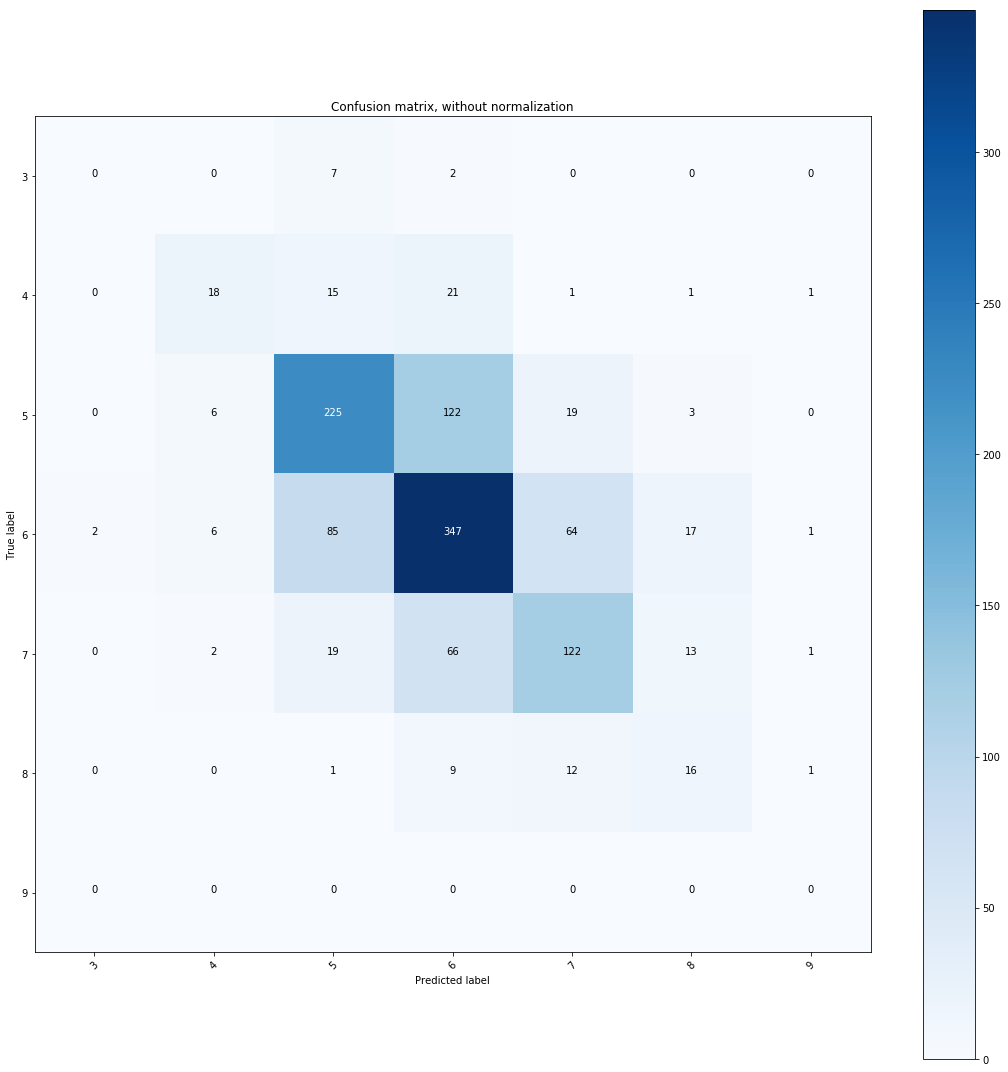 Confusion matrix, without normalization
3 0 0 7 2 0 0 0
4 0 18 15 21 1 1 1
5 0 6 225 122 19 3 0
True label
6 2 6 85 347 64 17 1
7 0 2 19 66 122 13 1
8 0 0 1 9 12 16 1
9 0 0 0 0 0 0 0
3 4 5 6 7 8 9
Predicted label
300
250
200
150
100
50
0